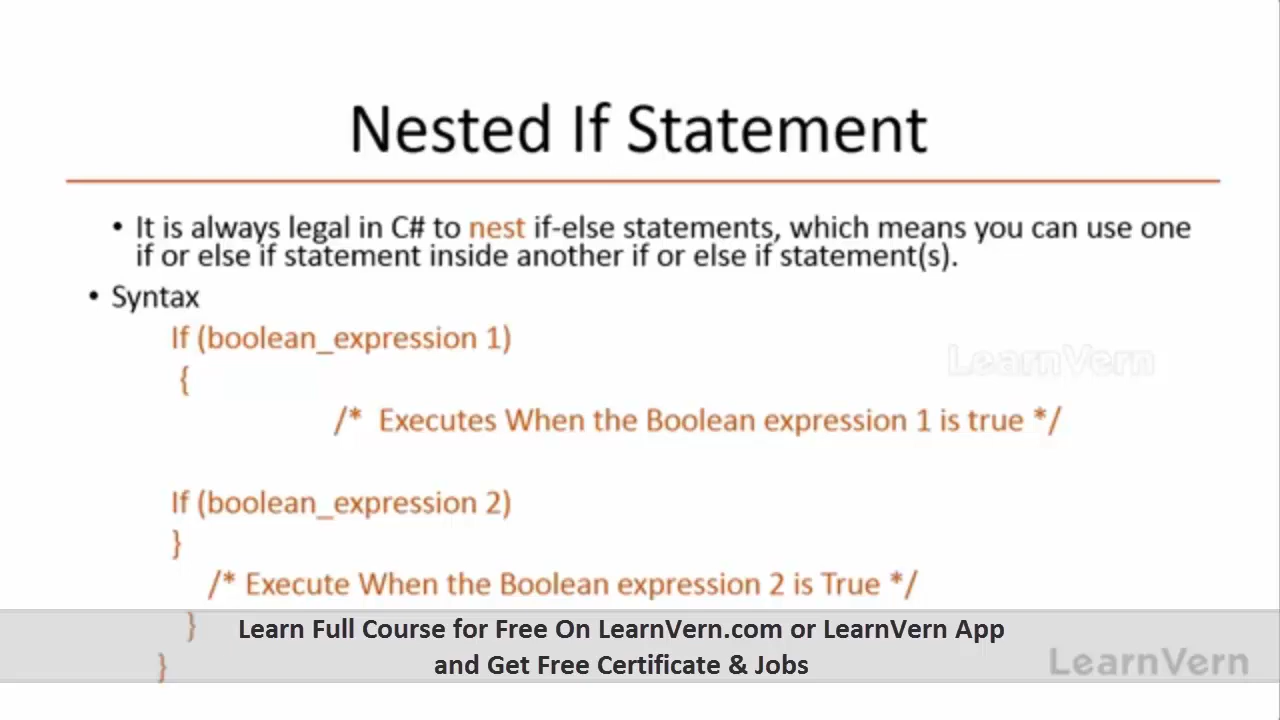 Nested If Statement
• It is always legal in C# to nest if-else statements, which means you can use one
if or else if statement inside another if or else if statement(s).
• Syntax
If (boolean_expression 1)
{
/* Executes When the Boolean expression 1 is true */
LearnVern
If (boolean_expression 2)
}
/* Execute When the Boolean expression 2 is True */
}
Learn Full Course for Free On LearnVern.com or LearnVern App
and Get Free Certificate & Jobs
}
LearnVern